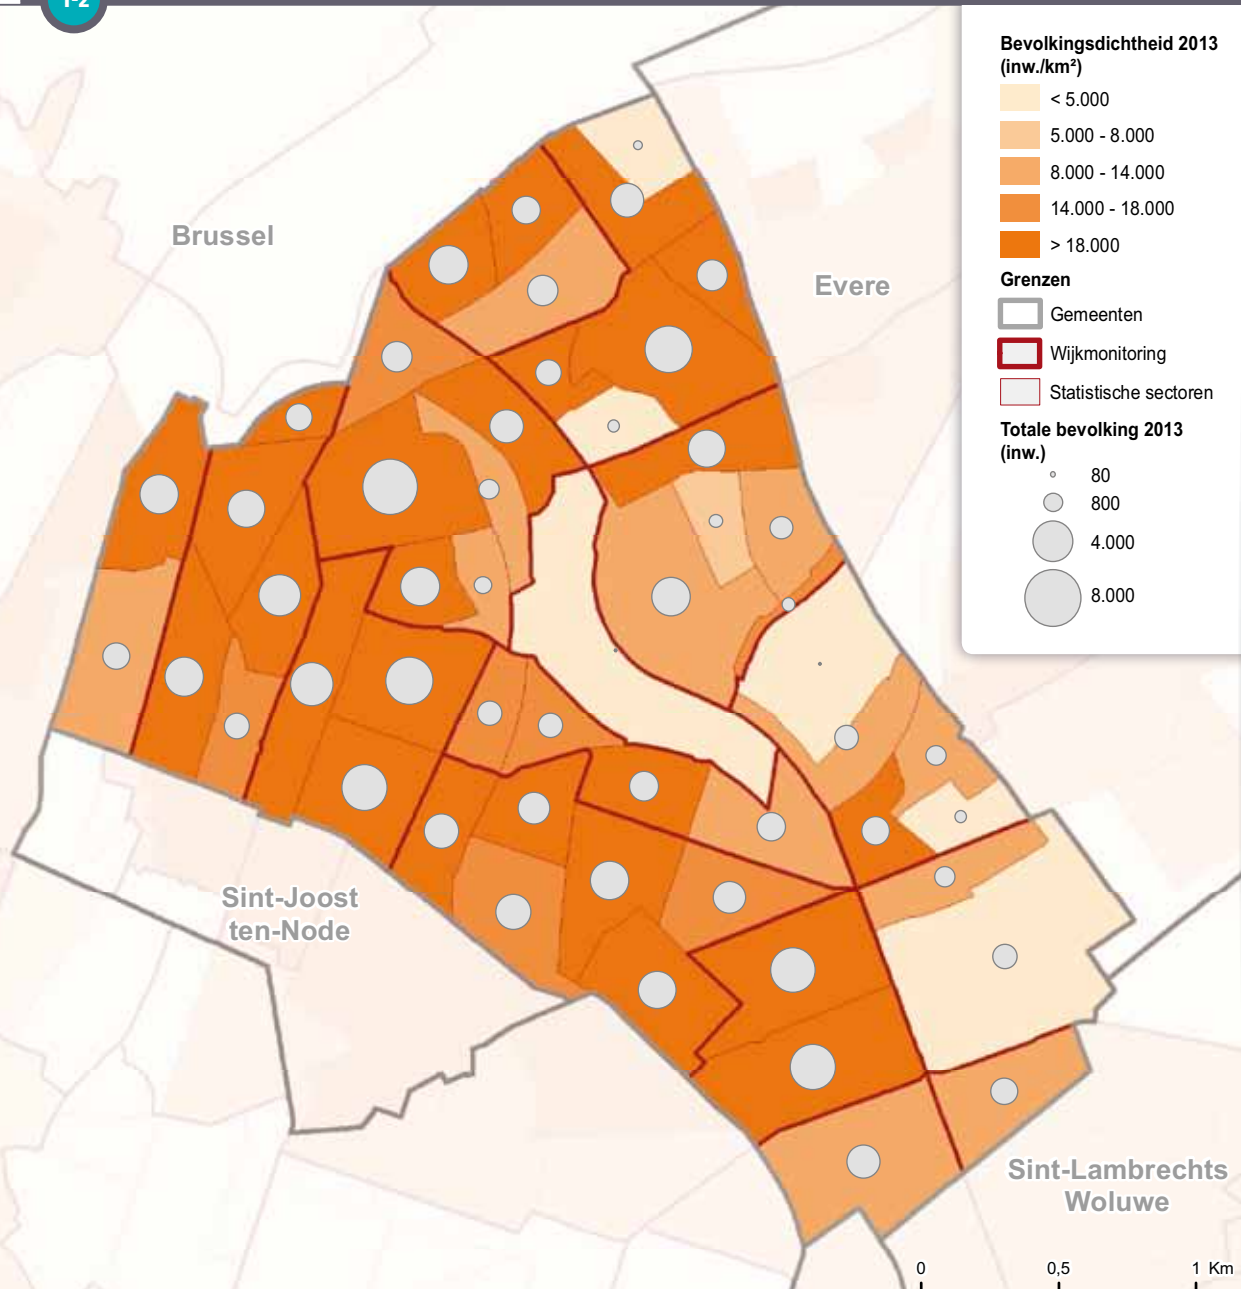 1-2
Bevolkingsdichtheid 2013
(inw./km²)
< 5.000
5.000 - 8.000
8.000 - 14.000
14.000 - 18.000
> 18.000
Grenzen
Gemeenten
Wijkmonitoring
Statistische sectoren
Totale bevolking 2013
(inw.)
80
800
4.000
8.000
Brussel
Evere
Sint-Joost
ten-Node
Sint-Lambrechts
Woluwe
0 0,5 1 Km